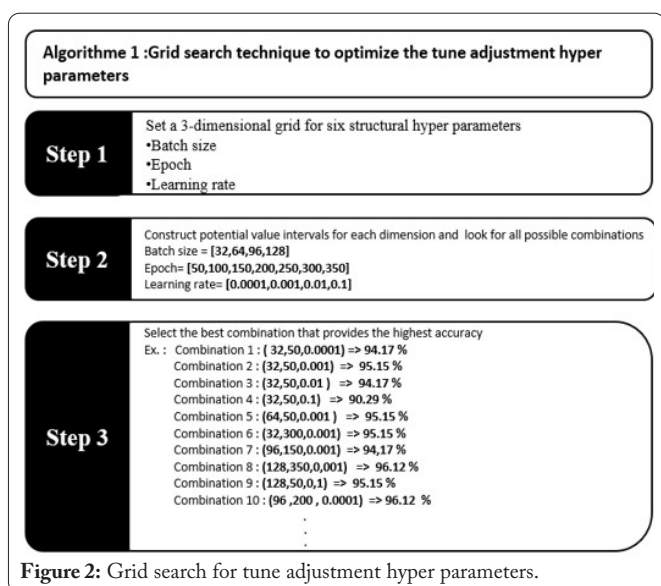 Algorithme 1 :Grid search technique to optimize the tune adjustment hyper
parameters
Step 1
Set a 3-dimensional grid for six structural hyper parameters
•Batch size
•Epoch
•Learning rate
Step 2
Construct potential value intervals for each dimension and look for all possible combinations
Batch size = [32,64,96,128]
Epoch= [50,100,150,200,250,300,350]
Learning rate= [0.0001,0.001,0.01,0.1]
Step 3
Select the best combination that provides the highest accuracy
Ex. : Combination 1 : ( 32,50,0.0001) => 94.17 %
Combination 2 : (32,50,0.001) => 95.15 %
Combination 3 : (32,50,0.01 ) => 94.17 %
Combination 4 : (32,50,0.1) => 90.29 %
Combination 5 : (64,50,0.001 ) => 95.15 %
Combination 6 : (32,300,0.001) => 95.15 %
Combination 7 : (96,150,0.001) => 94,17 %
Combination 8 : (128,350,0,001) => 96.12 %
Combination 9 : (128,50,0,1) => 95.15 %
Combination 10 : (96 ,200 , 0.0001) => 96.12 %
.
.
.
Figure 2: Grid search for tune adjustment hyper parameters.